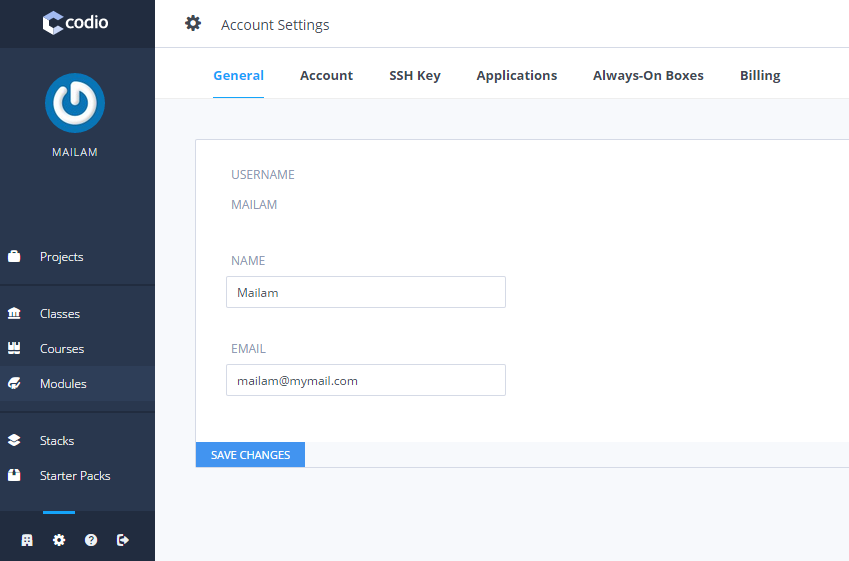 codio
MAILAM
Projects
Classes
Courses
Modules
Stacks
Starter Packs
Account Settings
General Account SSH Key Applications Always-On Boxes Billing
USERNAME
MAILAM
NAME
Mailam
EMAIL
mailam@mymail.com
SAVE CHANGES